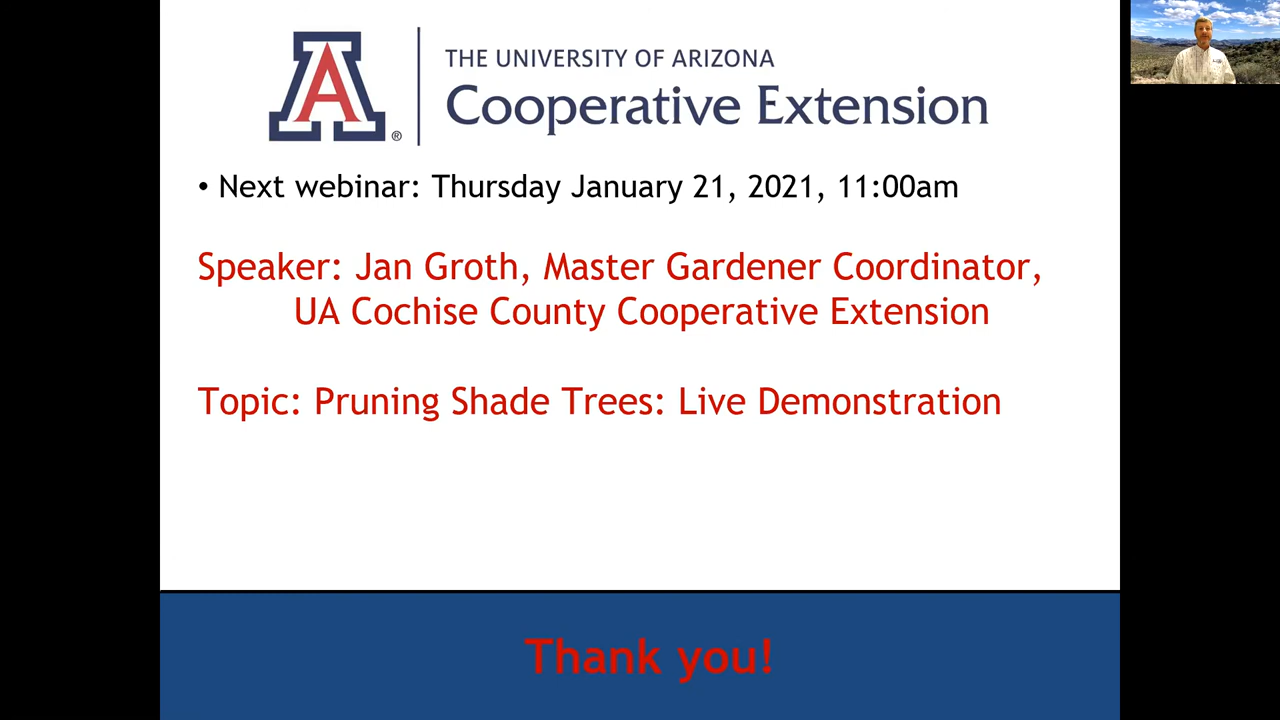 A
®
THE UNIVERSITY OF ARIZONA
Cooperative Extension
• Next webinar: Thursday January 21, 2021, 11:00am
Speaker: Jan Groth, Master Gardener Coordinator,
UA Cochise County Cooperative Extension
Topic: Pruning Shade Trees: Live Demonstration
Thank you!